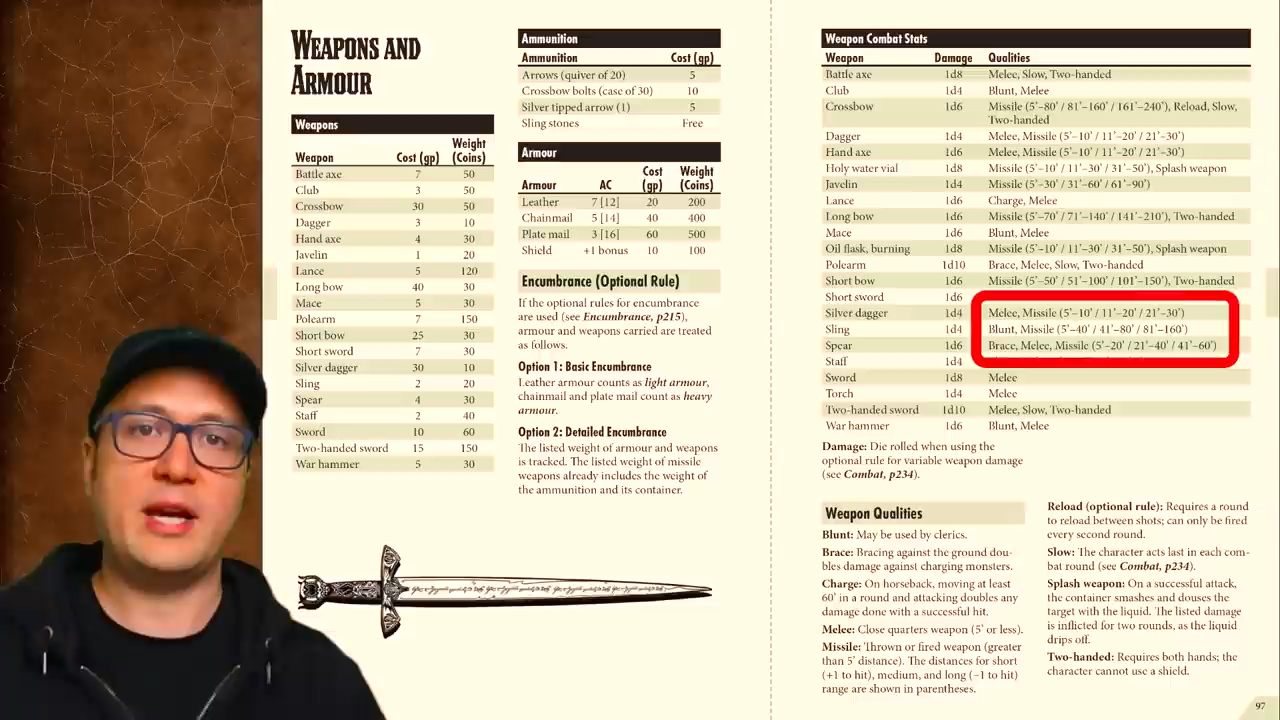 Weapons and
Armour
Weapons
Weapon Cost (gp) Weight (Coins)
Battle axe 7 50
Club 3 50
Crossbow 30 50
Dagger 3 10
Hand axe 4 30
Javelin 1 20
Lance 5 120
Long bow 40 30
Mace 5 30
Polearm 7 150
Short bow 25 30
Short sword 7 30
Silver dagger 30 10
Sling 2 20
Spear 4 30
Staff 2 40
Sword 10 60
Two-handed sword 15 150
War hammer 5 30
Ammunition
Ammunition Cost (gp)
Arrows (quiver of 20) 5
Crossbow bolts (case of 30) 10
Silver tipped arrow (1) 5
Sling stones Free
Armour
Armour AC Cost (gp) Weight (Coins)
Leather 7 [12] 20 200
Chainmail 5 [14] 40 400
Plate mail 3 [16] 60 500
Shield +1 bonus 10 100
Encumbrance (Optional Rule)
If the optional rules for encumbrance
are used (see Encumbrance, p215),
armour and weapons carried are treated
as follows.
Option 1: Basic Encumbrance
Leather armour counts as light armour,
chainmail and plate mail count as heavy
armour.
Option 2: Detailed Encumbrance
The listed weight of armour and weapons
is tracked. The listed weight of missile
weapons already includes the weight of
the ammunition and its container.
Weapon Combat Stats
Weapon Damage Qualities
Battle axe 1d8 Melee, Slow, Two-handed
Club 1d4 Blunt, Melee
Crossbow 1d6 Missile (5’–80’ / 81’–160’ / 161’–240’), Reload, Slow,
Two-handed
Dagger 1d4 Melee, Missile (5’–10’ / 11’–20’ / 21’–30’)
Hand axe 1d6 Melee, Missile (5’–10’ / 11’–20’ / 21’–30’)
Holy water vial 1d8 Missile (5’–10’ / 11’–30’ / 31’–50’), Splash weapon
Javelin 1d4 Missile (5’–30’ / 31’–60’ / 61’–90’)
Lance 1d6 Charge, Melee
Long bow 1d6 Missile (5’–70’ / 71’–140’ / 141’–210’), Two-handed
Mace 1d6 Blunt, Melee
Oil flask, burning 1d8 Missile (5’–10’ / 11’–30’ / 31’–50’), Splash weapon
Polearm 1d10 Brace, Melee, Slow, Two-handed
Short bow 1d6 Missile (5’–50’ / 51’–100’ / 101’–150’), Two-handed
Short sword 1d6
Silver dagger 1d4 Melee, Missile (5’–10’ / 11’–20’ / 21’–30’)
Sling 1d4 Blunt, Missile (5’–40’ / 41’–80’ / 81’–160’)
Spear 1d6 Brace, Melee, Missile (5’–20’ / 21’–40’ / 41’–60’)
Staff 1d4
Sword 1d8 Melee
Torch 1d4 Melee
Two-handed sword 1d10 Melee, Slow, Two-handed
War hammer 1d6 Blunt, Melee
Damage: Die rolled when using the
optional rule for variable weapon damage
(see Combat, p234).
Weapon Qualities
Blunt: May be used by clerics.
Brace: Bracing against the ground dou-
bles damage against charging monsters.
Charge: On horseback, moving at least
60’ in a round and attacking doubles any
damage done with a successful hit.
Melee: Close quarters weapon (5’ or less).
Missile: Thrown or fired weapon (greater
than 5’ distance). The distances for short
(+1 to hit), medium, and long (–1 to hit)
range are shown in parentheses.
Reload (optional rule): Requires a round
to reload between shots; can only be fired
every second round.
Slow: The character acts last in each com-
bat round (see Combat, p234).
Splash weapon: On a successful attack,
the container smashes and douses the
target with the liquid. The listed damage
is inflicted for two rounds, as the liquid
drips off.
Two-handed: Requires both hands; the
character cannot use a shield.
97